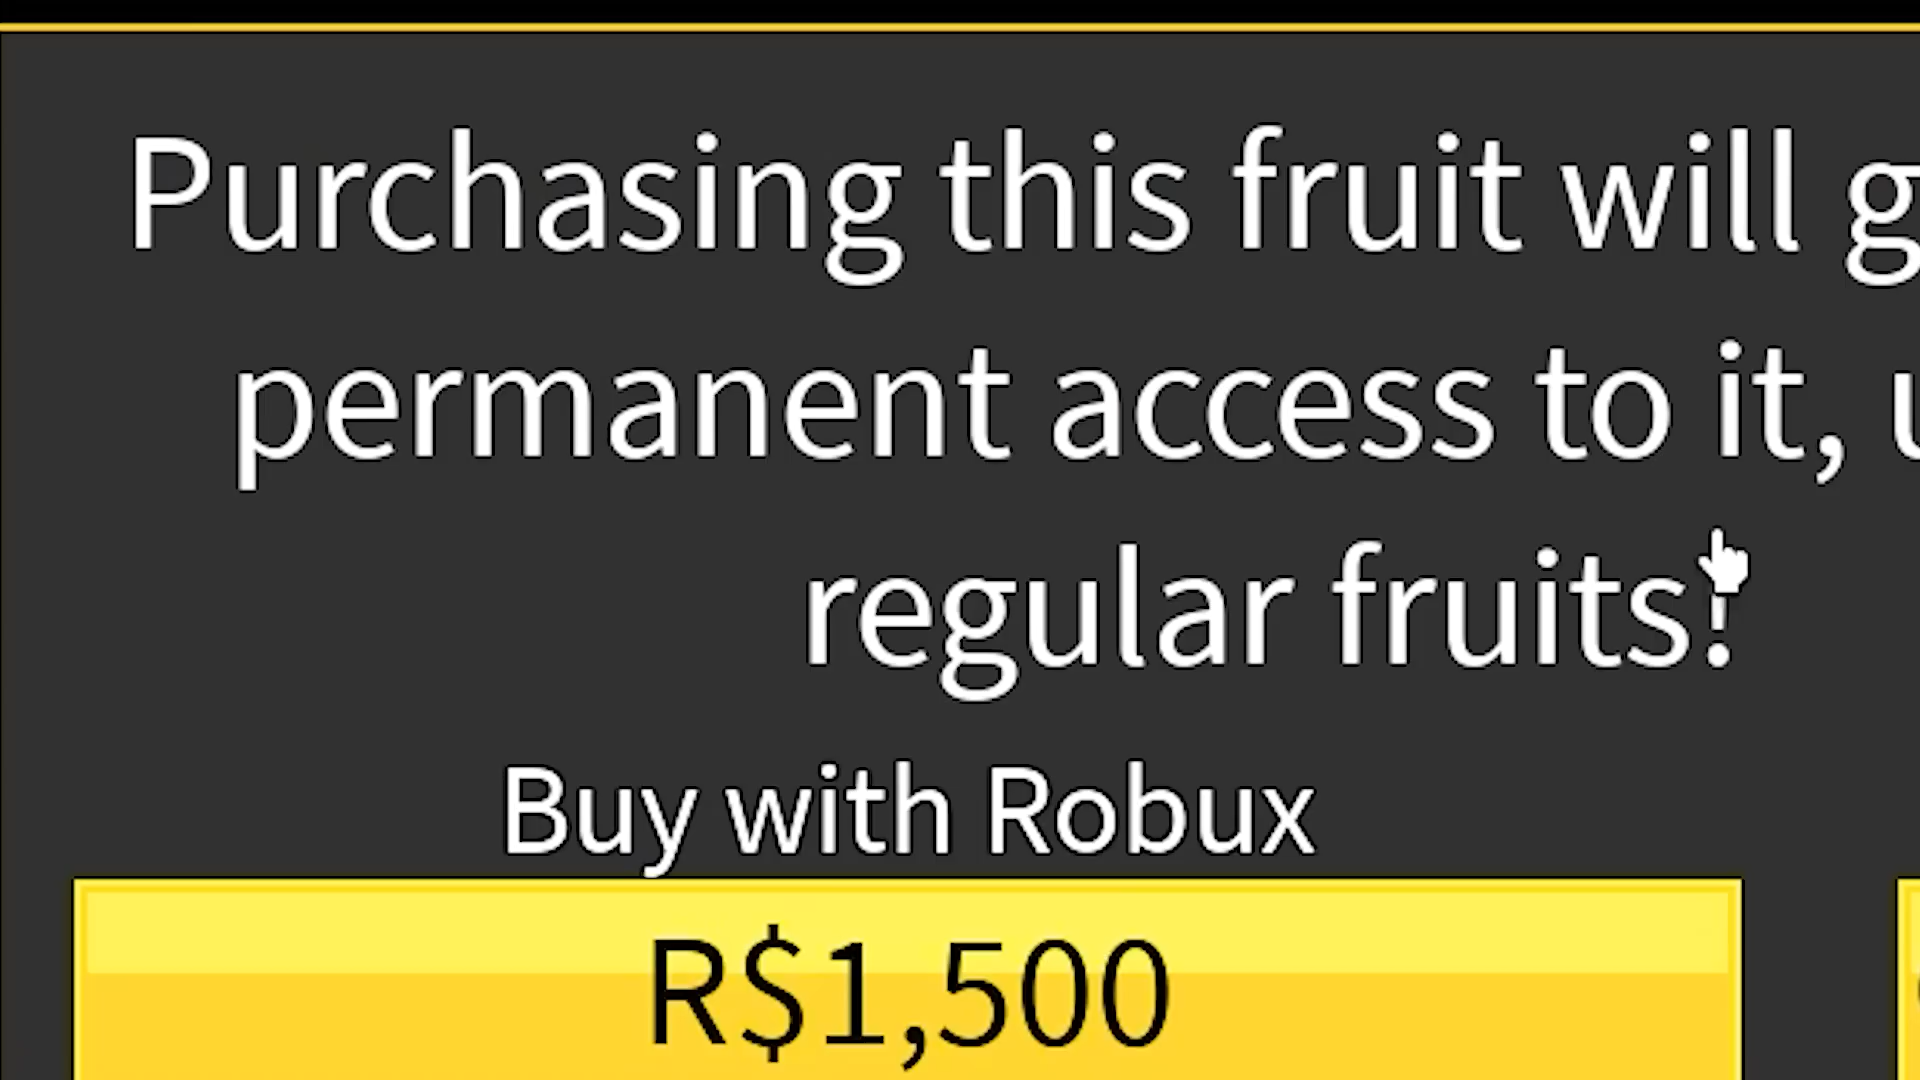 Purchasing this fruit will g
permanent access to it, u
regular fruits!
Buy with Robux
R$1,500